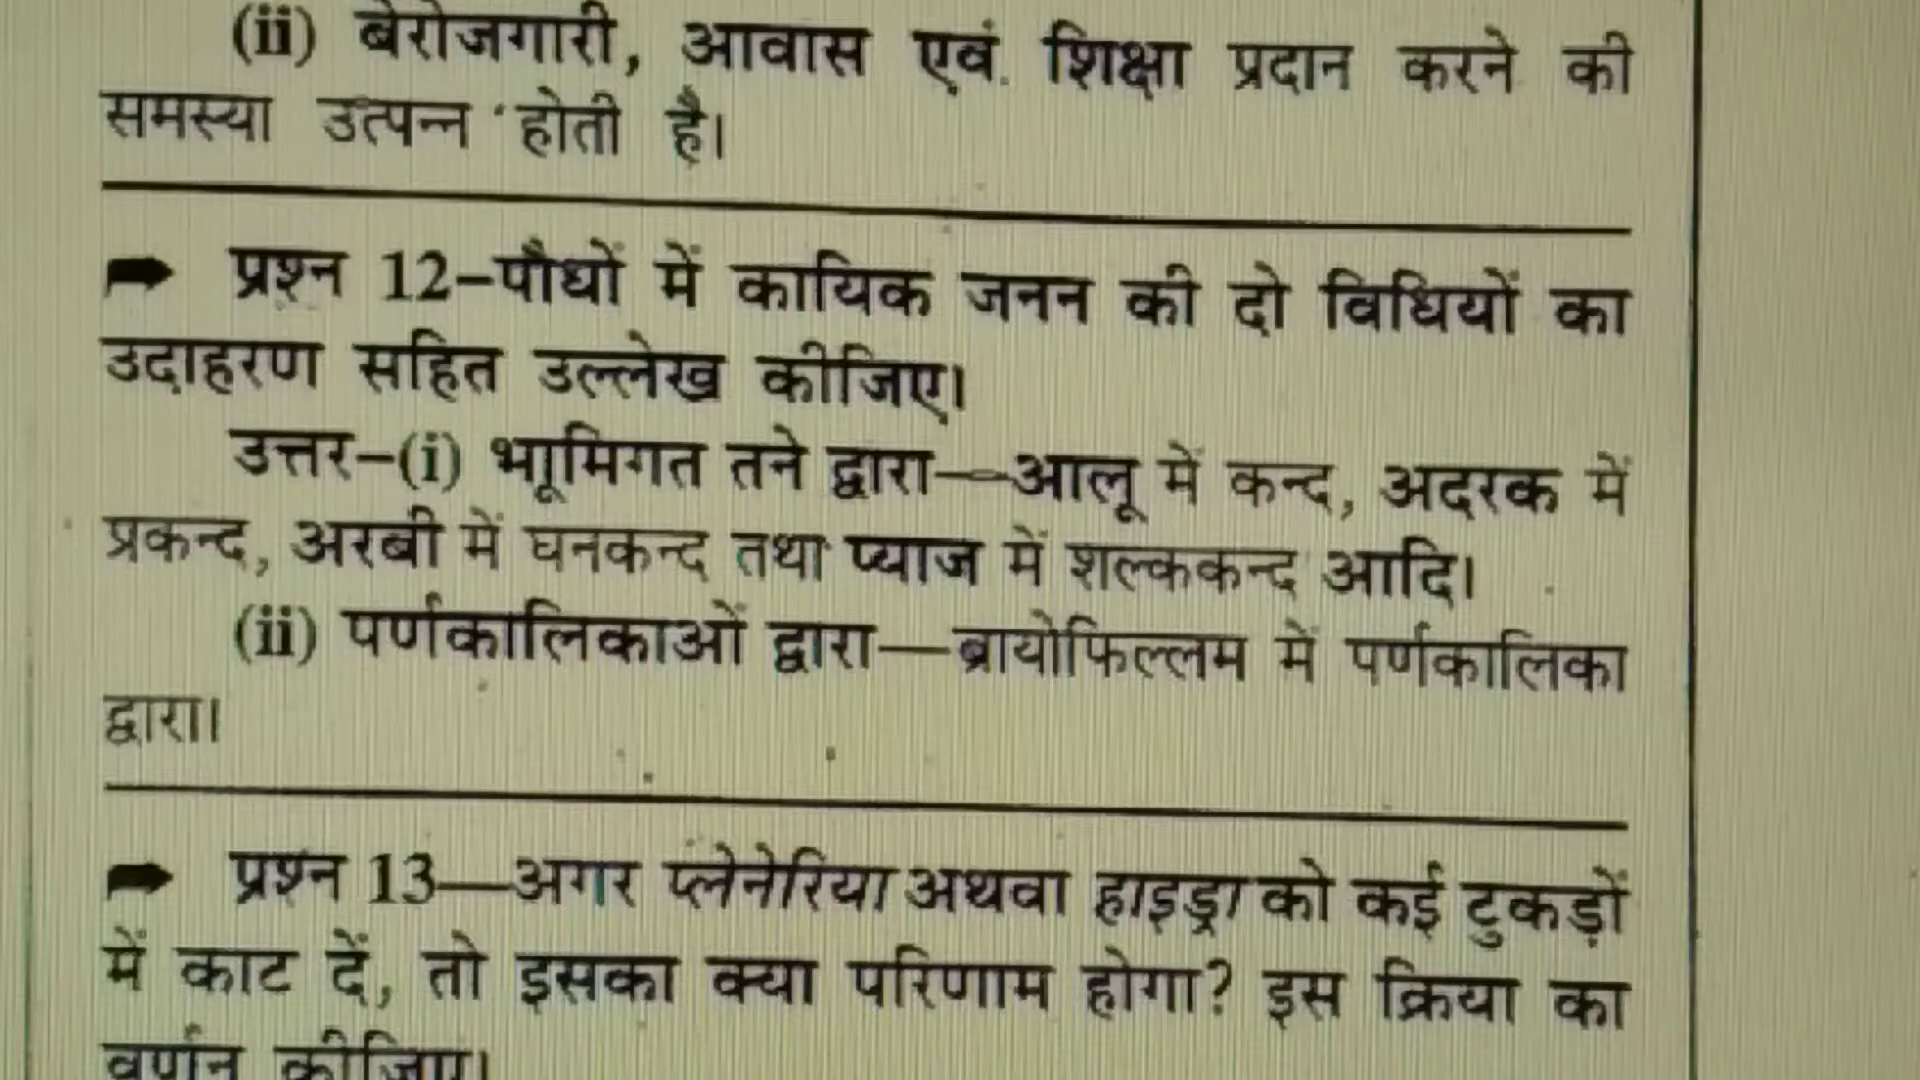 (ii) बेरोजगारी, आवास एवं शिक्षा प्रदान करने की
समस्या उत्पन्न होती है।
प्रश्न 12–पौधों में कायिक जनन की दो विधियों का
उदाहरण सहित उल्लेख कीजिए।
उत्तर–(i) भूमिगत तने द्वारा—आलू में कन्द, अदरक में
प्रकन्द, अरबी में घनकन्द तथा प्याज में शल्ककन्द आदि।
(ii) पर्णकालिकाओं द्वारा—ब्रायोफिल्लम में पर्णकालिका
द्वारा।
प्रश्न 13—अगर प्लेनेरिया अथवा हाइड्रा को कई टुकड़ों
में काट दें, तो इसका क्या परिणाम होगा? इस क्रिया का
वर्णन कीजिए।